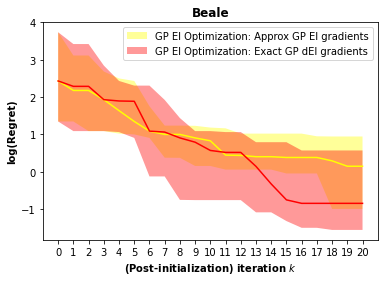 Beale
GP EI Optimization: Approx GP EI gradients
GP EI Optimization: Exact GP dEI gradients
log(Regret)
4
3
2
1
0
−1
0 1 2 3 4 5 6 7 8 9 10 11 12 13 14 15 16 17 18 19 20
(Post-initialization) iteration k